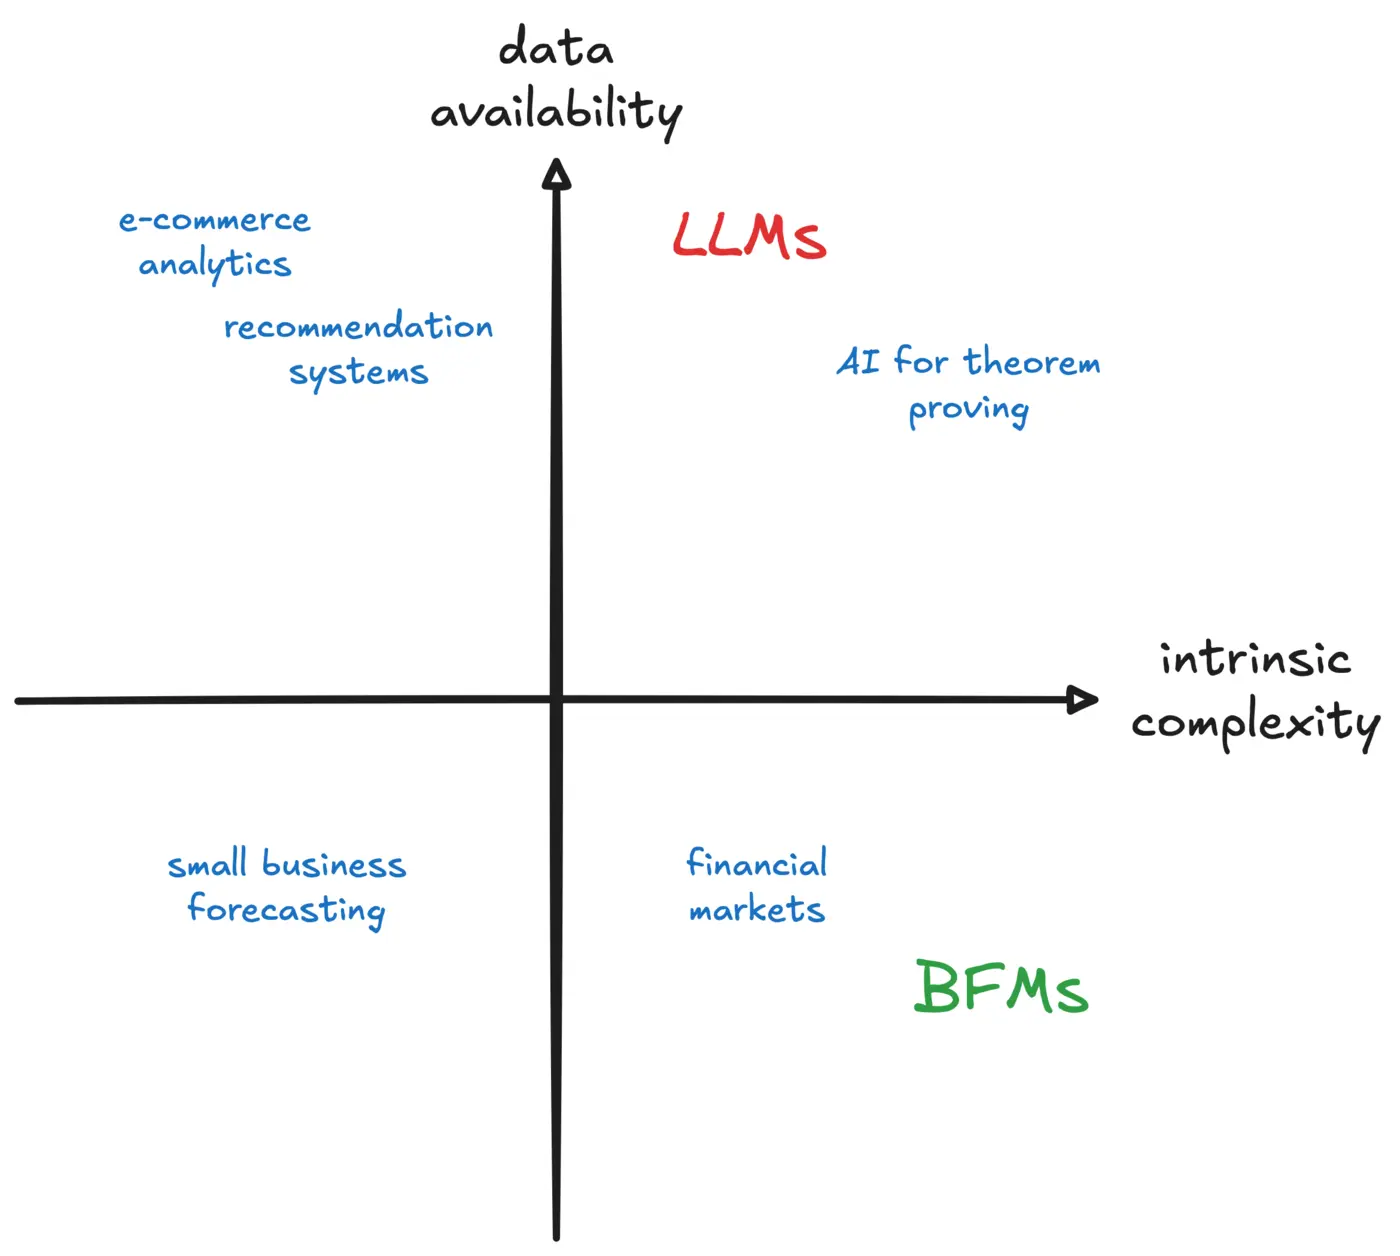 data
availability
e-commerce
analytics
LLMs
recommendation
systems
AI for theorem
proving
intrinsic
complexity
small business
forecasting
financial
markets
BFMs